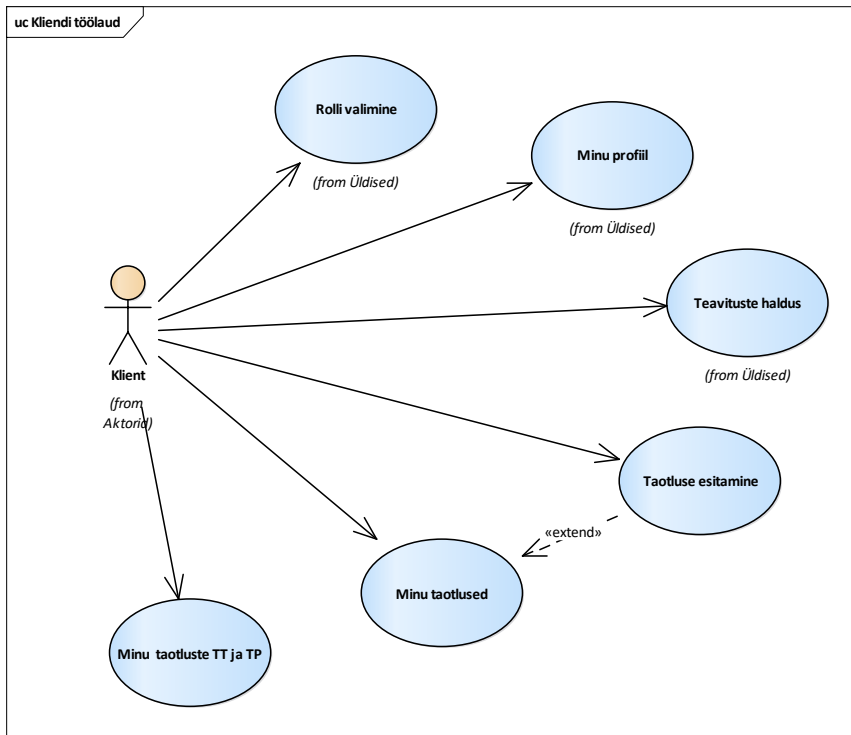 uc Kliendi töölaud
Rolli valimine
(from Üldised)
Minu profiil
(from Üldised)
Teavituste haldus
(from Üldised)
Klient
(from
Aktorid)
Taotluse esitamine
«extend»
Minu taotlused
Minu taotluste TT ja TP